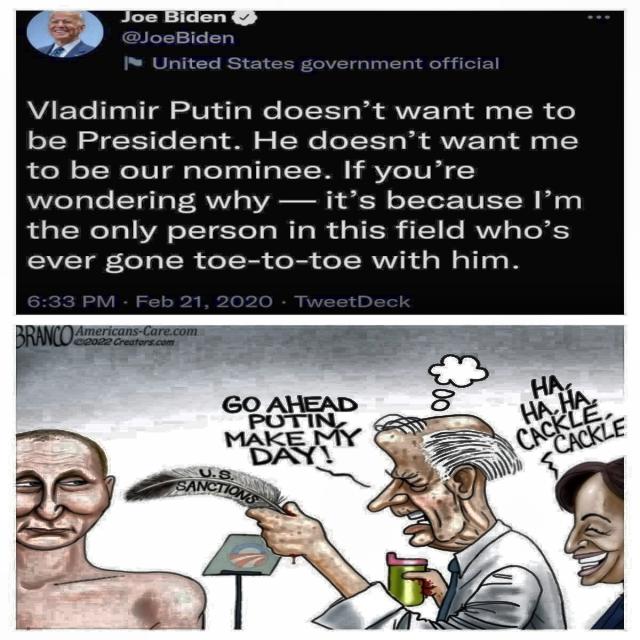 Joe Biden
@JoeBiden
United States government official
Vladimir Putin doesn't want me to
be President. He doesn't want me
to be our nominee. If you're
wondering why — it's because I'm
the only person in this field who's
ever gone toe-to-toe with him.
6:33 PM · Feb 21, 2020 · TweetDeck
BRANCO Americans-Care.com
©2022 Creators.com
GO AHEAD
PUTIN,
MAKE MY
DAY!
U.S.
SANCTIONS
HA,
HA, HA,
CACKLE,
CACKLE